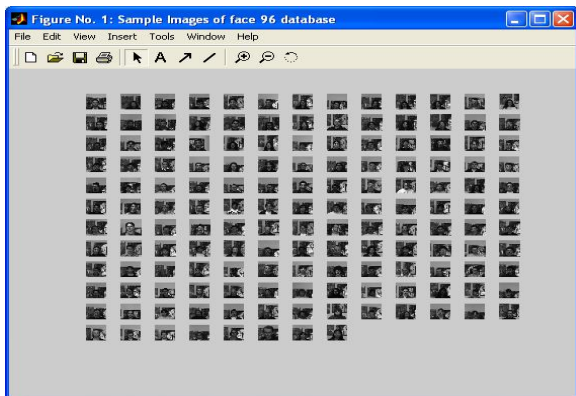 Figure No. 1: Sample Images of face 96 database
File Edit View Insert Tools Window Help
A